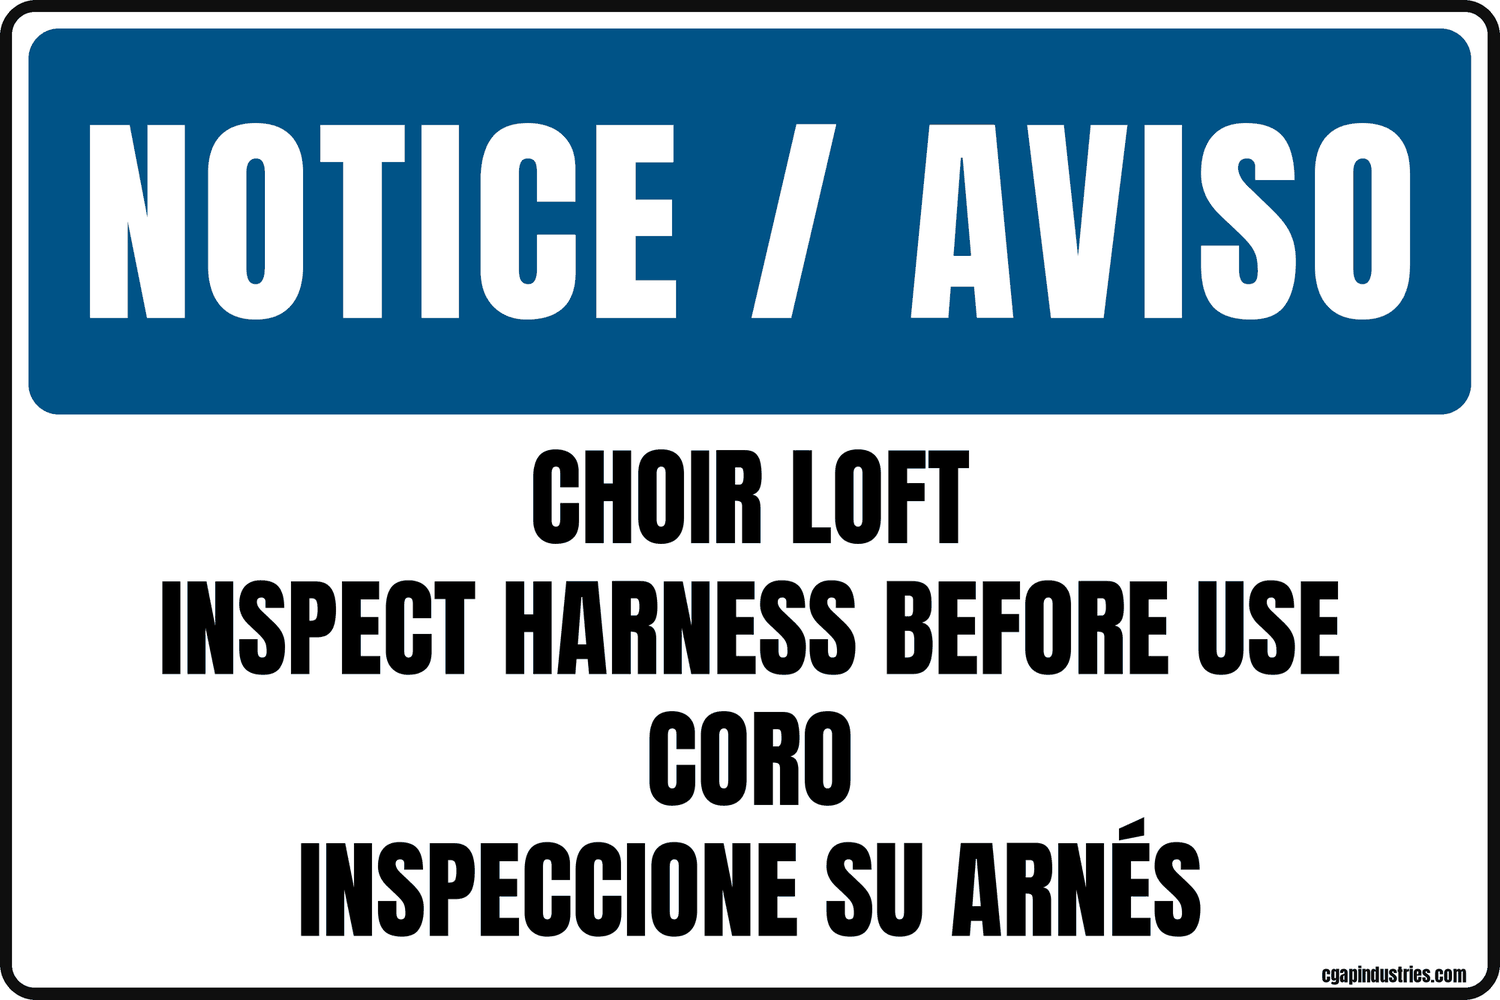 NOTICE / AVISO
CHOIR LOFT
INSPECT HARNESS BEFORE USE
CORO
INSPECCIONE SU ARNÉS
cgapindustries.com